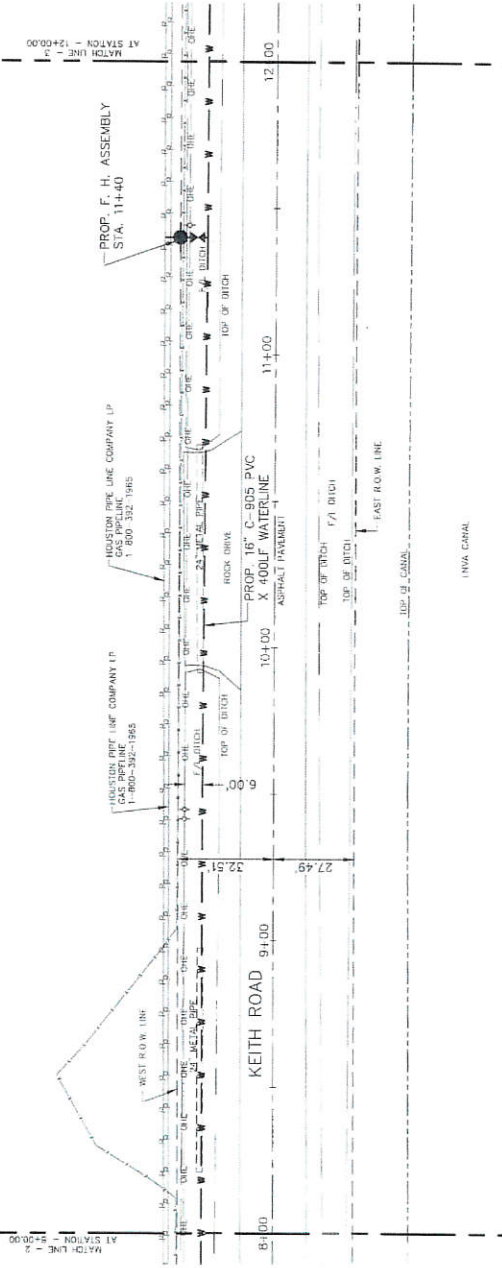 MATCH LINE - 2
AT STATION - 8+00.00
MATCH LINE - 3
AT STATION - 12+00.00
PROP. F. H. ASSEMBLY
STA. 11+40
HOUSTON PIPE LINE COMPANY LP
GAS PIPELINE
1-800-392-1965
HOUSTON PIPE LINE COMPANY LP
GAS PIPELINE
1-800-392-1965
WEST R.O.W. LINE
OHE
24" METAL PIPE
W
F/L DITCH
TOP OF DITCH
6.00'
32.51'
27.49'
24" METAL PIPE
ROCK DRIVE
PROP. 16" C-905 PVC
X 400LF WATERLINE
ASPHALT PAVEMENT
F/L DITCH
TOP OF DITCH
KEITH ROAD
8+00
9+00
10+00
11+00
12+00
TOP OF DITCH
F/L DITCH
TOP OF DITCH
EAST R.O.W. LINE
TOP OF CANAL
LNVA CANAL